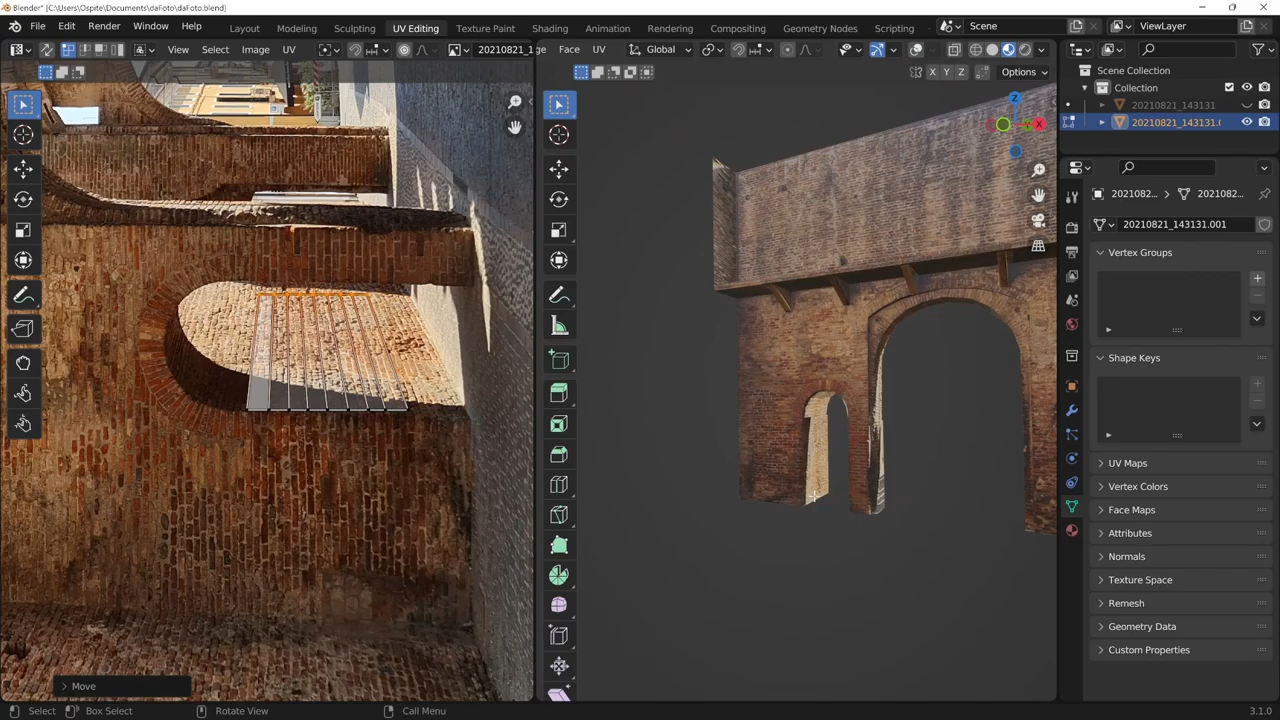 Blender* [C:\Users\Ospite\Documents\daFoto\daFoto.blend]
File Edit Render Window Help Layout Modeling Sculpting UV Editing Texture Paint Shading Animation Rendering Compositing Geometry Nodes Scripting Scene ViewLayer
View Select Image UV 20210821_1 ge Face UV Global
X Y Z Options
Scene Collection
Collection
20210821_143131
20210821_143131.(
Z
X
2021082... 20210821...
20210821_143131.001
Vertex Groups
Shape Keys
UV Maps
Vertex Colors
Face Maps
Attributes
Normals
Texture Space
Remesh
Geometry Data
Custom Properties
Move
Select Box Select Rotate View Call Menu 3.1.0